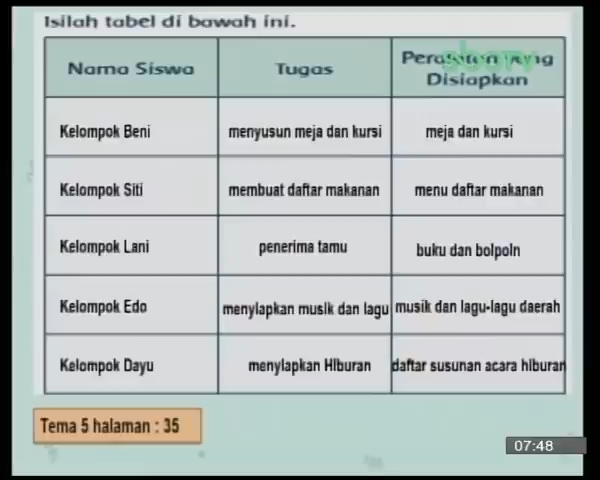 Isilah tabel di bawah ini.
Nama Siswa Tugas Peralatan yang Disiapkan
Kelompok Beni menyusun meja dan kursi meja dan kursi
Kelompok Siti membuat daftar makanan menu daftar makanan
Kelompok Lani penerima tamu buku dan bolpoin
Kelompok Edo menyiapkan musik dan lagu musik dan lagu-lagu daerah
Kelompok Dayu menyiapkan Hiburan daftar susunan acara hiburan
Tema 5 halaman : 35
07:48